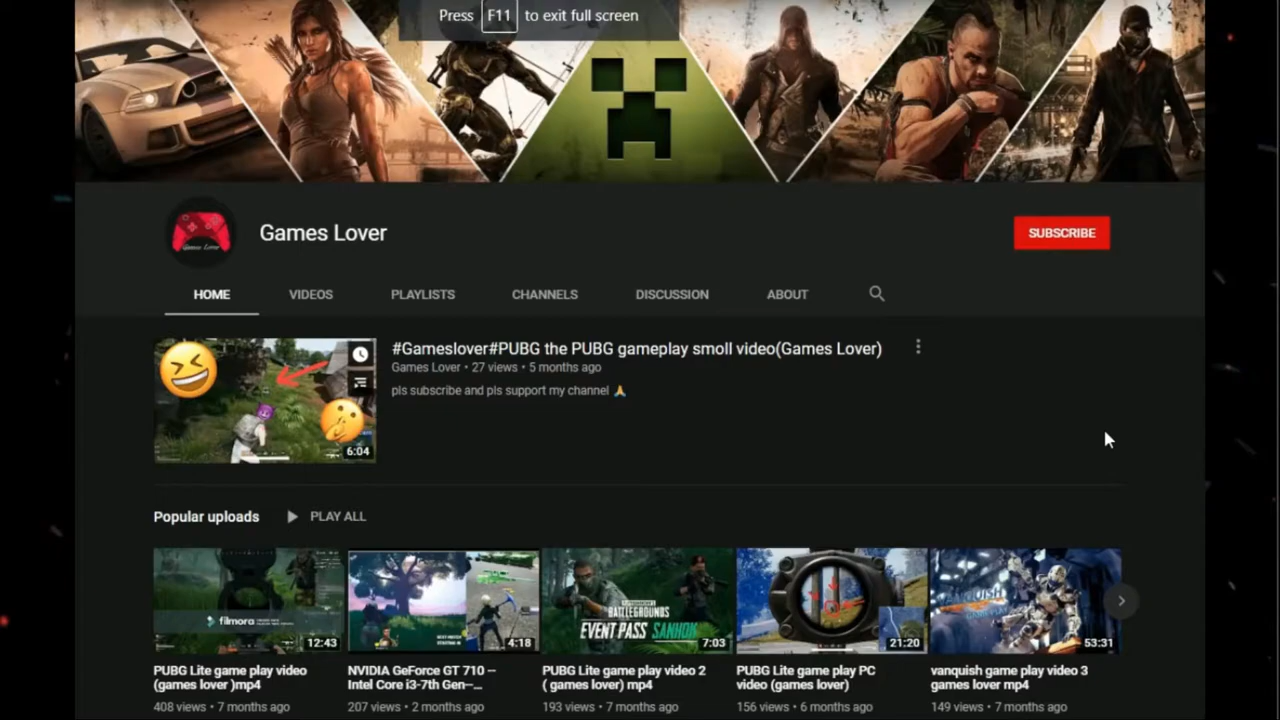 Press F11 to exit full screen
Games Lover
Games Lover
SUBSCRIBE
HOME VIDEOS PLAYLISTS CHANNELS DISCUSSION ABOUT
#Gameslover#PUBG the PUBG gameplay smoll video(Games Lover)
Games Lover • 27 views • 5 months ago
pls subscribe and pls support my channel 🙏
6:04
Popular uploads PLAY ALL
filmora
12:43
4:18
BATTLEGROUNDS
EVENT PASS SANHOK
7:03
21:20
VANQUISH
53:31
PUBG Lite game play video
(games lover )mp4
408 views • 7 months ago
NVIDIA GeForce GT 710 --
Intel Core i3-7th Gen--...
207 views • 2 months ago
PUBG Lite game play video 2
( games lover) mp4
193 views • 7 months ago
PUBG Lite game play PC
video (games lover)
156 views • 6 months ago
vanquish game play video 3
games lover mp4
149 views • 7 months ago